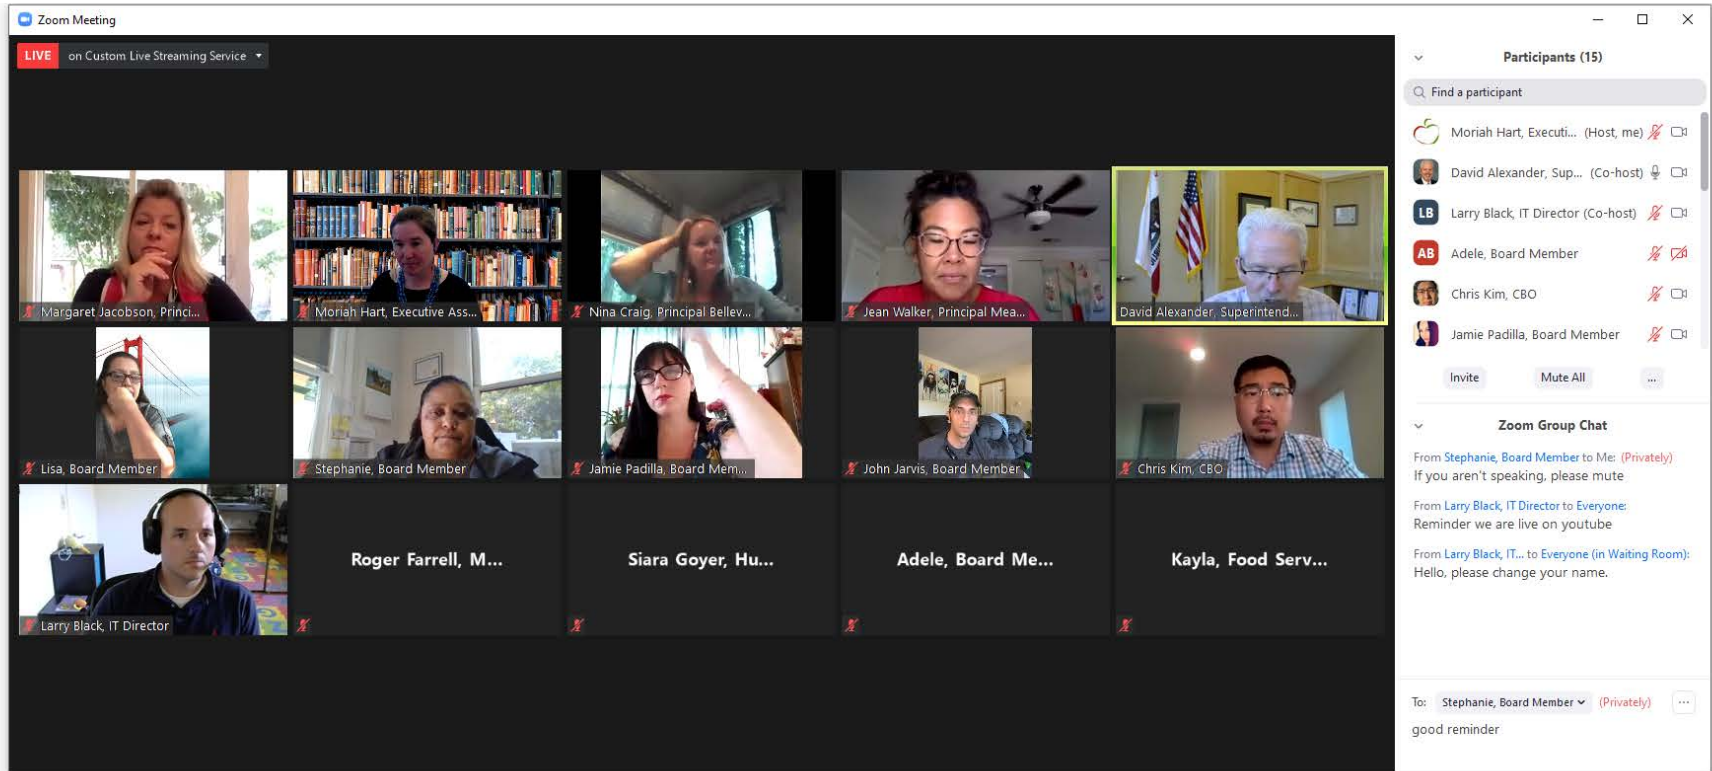 Zoom Meeting
LIVE on Custom Live Streaming Service
Margaret Jacobson, Princi...
Moriah Hart, Executive Ass...
Nina Craig, Principal Bellev...
Jean Walker, Principal Mea...
David Alexander, Superintend...
Lisa, Board Member
Stephanie, Board Member
Jamie Padilla, Board Mem...
John Jarvis, Board Member
Chris Kim, CBO
Larry Black, IT Director
Roger Farrell, M...
Siara Goyer, Hu...
Adele, Board Me...
Kayla, Food Serv...
Participants (15)
Find a participant
Moriah Hart, Executi... (Host, me)
David Alexander, Sup... (Co-host)
LB Larry Black, IT Director (Co-host)
AB Adele, Board Member
Chris Kim, CBO
Jamie Padilla, Board Member
Invite Mute All ...
Zoom Group Chat
From Stephanie, Board Member to Me: (Privately)
If you aren't speaking, please mute
From Larry Black, IT Director to Everyone:
Reminder we are live on youtube
From Larry Black, IT... to Everyone (in Waiting Room):
Hello, please change your name.
To: Stephanie, Board Member (Privately) ...
good reminder